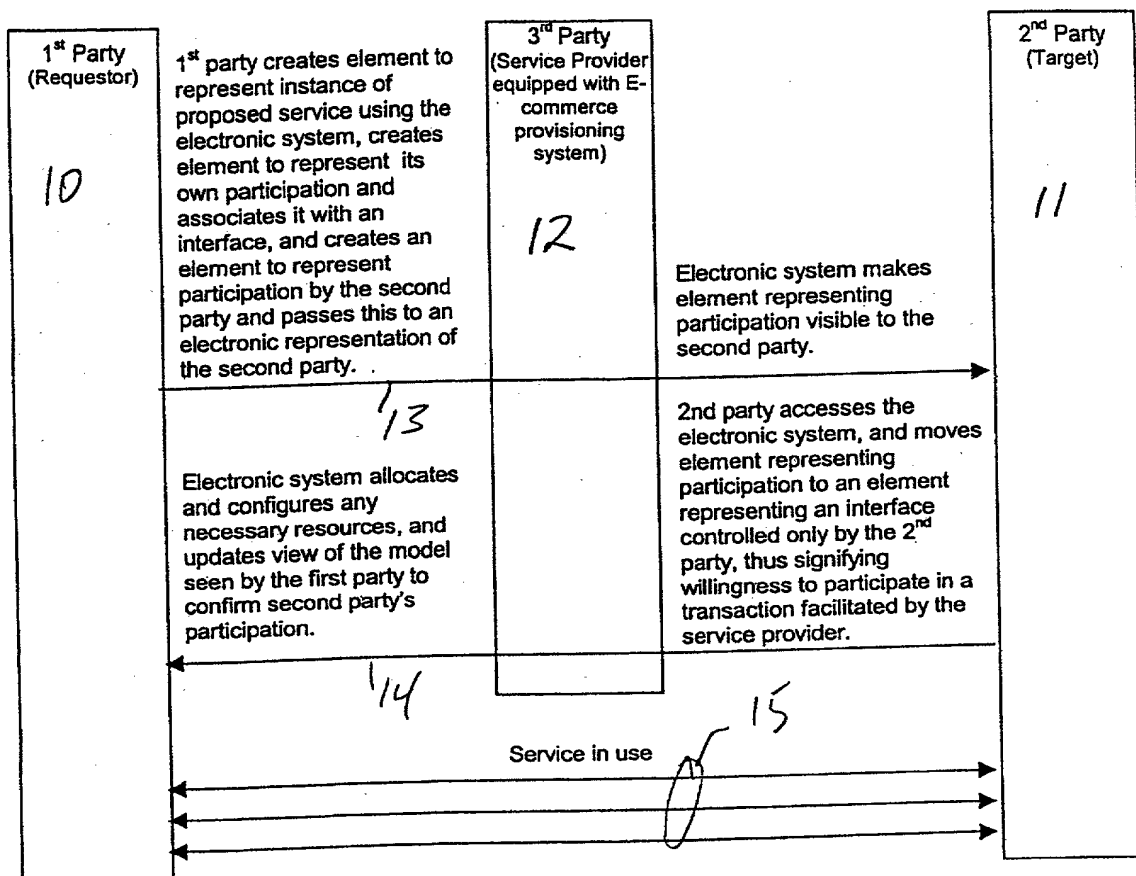 1st Party
(Requestor)
10
1st party creates element to
represent instance of
proposed service using the
electronic system, creates
element to represent its
own participation and
associates it with an
interface, and creates an
element to represent
participation by the second
party and passes this to an
electronic representation of
the second party.
13
Electronic system allocates
and configures any
necessary resources, and
updates view of the model
seen by the first party to
confirm second party's
participation.
14
3rd Party
(Service Provider
equipped with E-
commerce
provisioning
system)
12
Electronic system makes
element representing
participation visible to the
second party.
2nd party accesses the
electronic system, and moves
element representing
participation to an element
representing an interface
controlled only by the 2nd
party, thus signifying
willingness to participate in a
transaction facilitated by the
service provider.
2nd Party
(Target)
11
15
Service in use